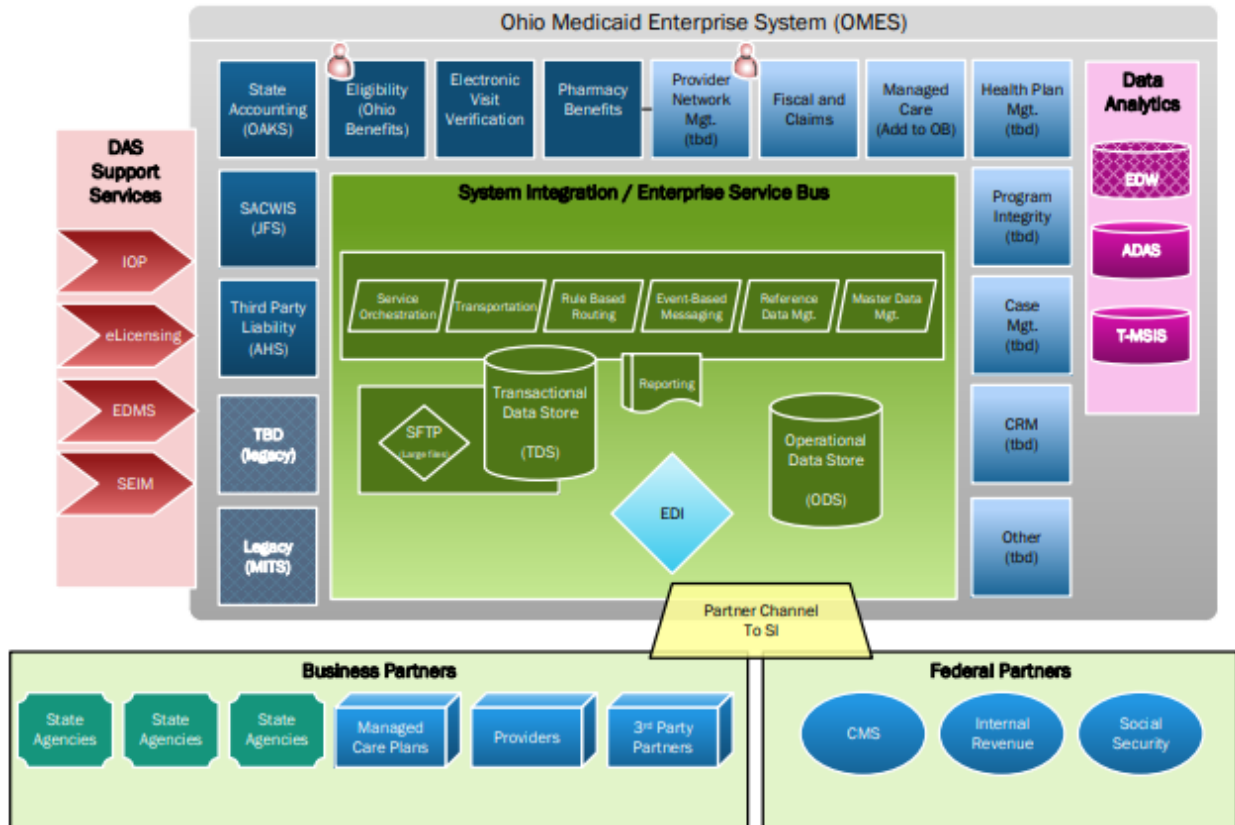 Ohio Medicaid Enterprise System (OMES)
State
Accounting
(OAKS)
Eligibility
(Ohio
Benefits)
Electronic
Visit
Verification
Pharmacy
Benefits
Provider
Network
Mgt.
(tbd)
Fiscal and
Claims
Managed
Care
(Add to OB)
Health Plan
Mgt.
(tbd)
Data
Analytics
EDW
ADAS
T-MSIS
DAS
Support
Services
IOP
eLicensing
EDMS
SEIM
SACWIS
(JFS)
Third Party
Liability
(AHS)
TBD
(legacy)
Legacy
(MITS)
System Integration / Enterprise Service Bus
Service
Orchestration
Transportation
Rule Based
Routing
Event-Based
Messaging
Reference
Data Mgt.
Master Data
Mgt.
SFTP
(Large files)
Transactional
Data Store
(TDS)
Reporting
EDI
Operational
Data Store
(ODS)
Program
Integrity
(tbd)
Case
Mgt.
(tbd)
CRM
(tbd)
Other
(tbd)
Partner Channel
To SI
Business Partners
State
Agencies
State
Agencies
State
Agencies
Managed
Care Plans
Providers
3rd Party
Partners
Federal Partners
CMS
Internal
Revenue
Social
Security